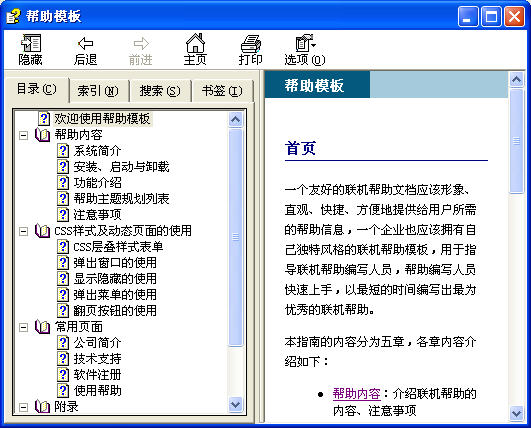 帮助模板
隐藏
后退
前进
主页
打印
选项(O)
目录(C)
索引(N)
搜索(S)
书签(I)
欢迎使用帮助模板
帮助内容
系统简介
安装、启动与卸载
功能介绍
帮助主题规划列表
注意事项
CSS样式及动态页面的使用
CSS层叠样式表单
弹出窗口的使用
显示隐藏的使用
弹出菜单的使用
翻页按钮的使用
常用页面
公司简介
技术支持
软件注册
使用帮助
附录
帮助模板
首页
一个友好的联机帮助文档应该形象、
直观、快捷、方便地提供给用户所需
的帮助信息，一个企业也应该拥有自
己独特风格的联机帮助模板，用于指
导联机帮助编写人员，帮助编写人员
快速上手，以最短的时间编写出最为
优秀的联机帮助。
本指南的内容分为五章，各章内容介
绍如下：
• 帮助内容：介绍联机帮助的
内容、注意事项